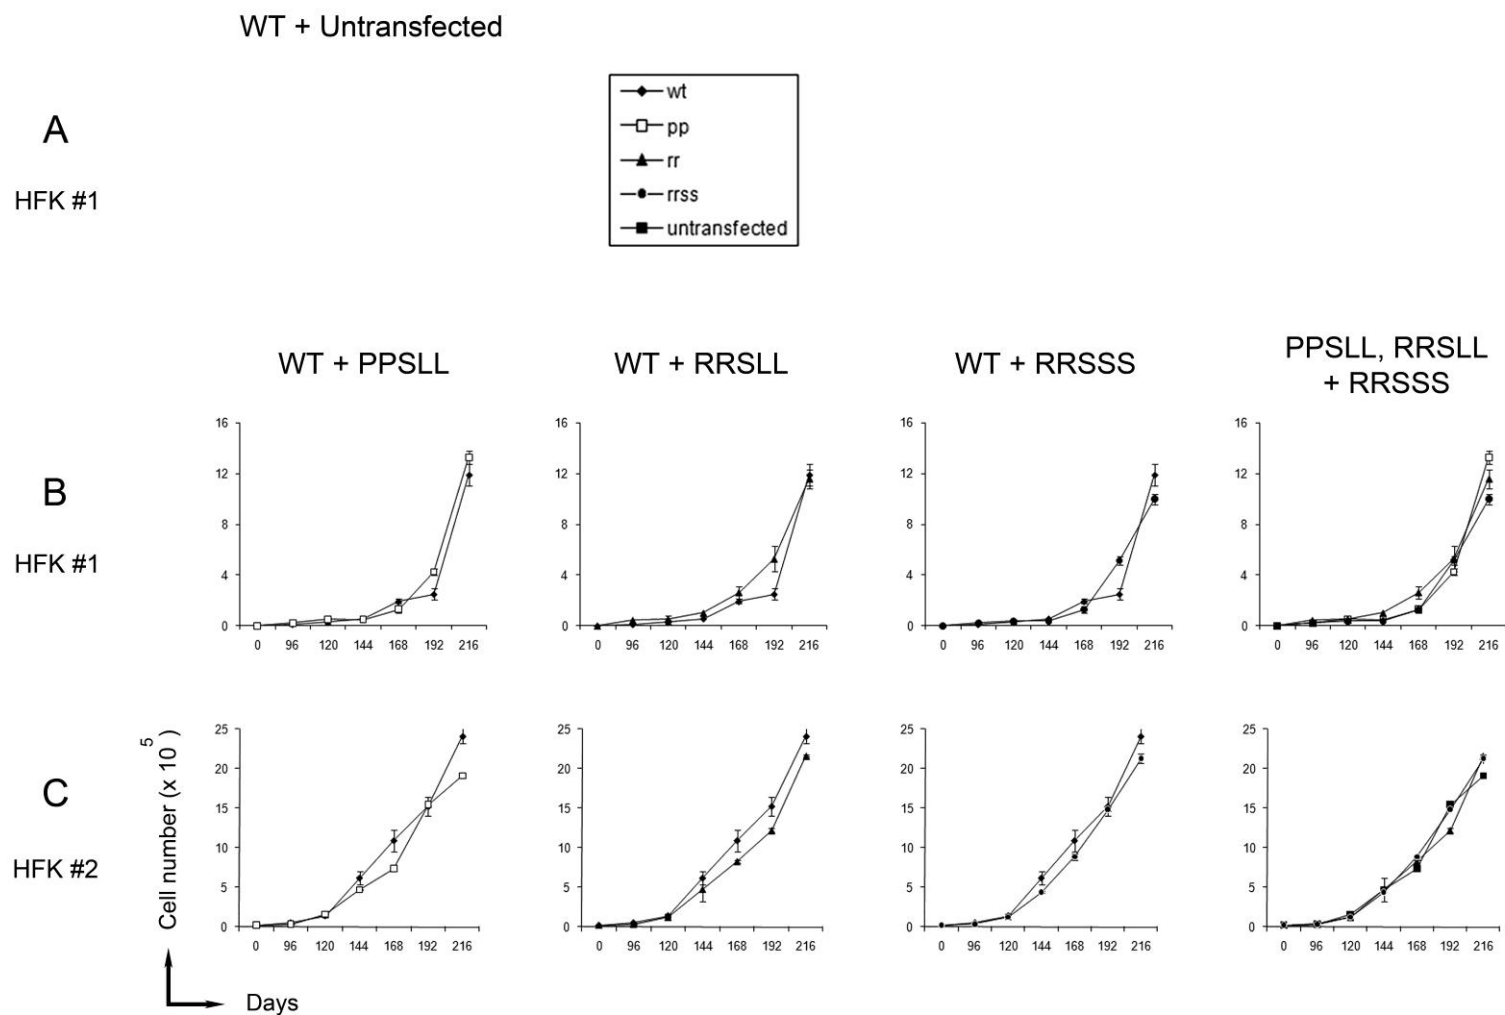 WT + Untransfected
A
HFK #1
wt
pp
rr
rrss
untransfected
WT + PPSLL
WT + RRSLL
WT + RRSSS
PPSLL, RRSLL
+ RRSSS
B
HFK #1
16
12
8
4
0
0 96 120 144 168 192 216
16
12
8
4
0
0 96 120 144 168 192 216
16
12
8
4
0
0 96 120 144 168 192 216
16
12
8
4
0
0 96 120 144 168 192 216
C
HFK #2
Cell number (x 10 5 )
25
20
15
10
5
0
0 96 120 144 168 192 216
25
20
15
10
5
0
0 96 120 144 168 192 216
25
20
15
10
5
0
0 96 120 144 168 192 216
25
20
15
10
5
0
0 96 120 144 168 192 216
Days